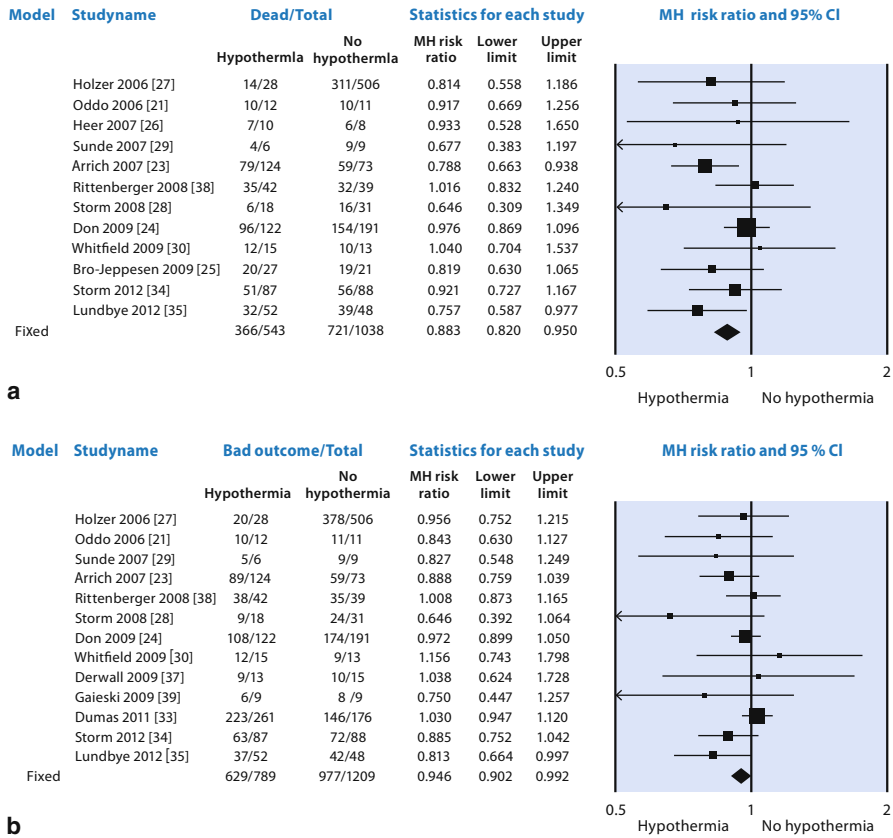 Model Studyname Dead/Total Statistics for each study MH risk ratio and 95% Cl
Hypothermla No hypothermla MH risk ratio Lower limit Upper limit
Holzer 2006 [27] 14/28 311/506 0.814 0.558 1.186
Oddo 2006 [21] 10/12 10/11 0.917 0.669 1.256
Heer 2007 [26] 7/10 6/8 0.933 0.528 1.650
Sunde 2007 [29] 4/6 9/9 0.677 0.383 1.197
Arrich 2007 [23] 79/124 59/73 0.788 0.663 0.938
Rittenberger 2008 [38] 35/42 32/39 1.016 0.832 1.240
Storm 2008 [28] 6/18 16/31 0.646 0.309 1.349
Don 2009 [24] 96/122 154/191 0.976 0.869 1.096
Whitfield 2009 [30] 12/15 10/13 1.040 0.704 1.537
Bro-Jeppesen 2009 [25] 20/27 19/21 0.819 0.630 1.065
Storm 2012 [34] 51/87 56/88 0.921 0.727 1.167
Lundbye 2012 [35] 32/52 39/48 0.757 0.587 0.977
FiXed 366/543 721/1038 0.883 0.820 0.950
0.5 1 2
Hypothermia No hypothermia
a
Model Studyname Bad outcome/Total Statistics for each study MH risk ratio and 95 % Cl
Hypothermia No hypothermia MH risk ratio Lower limit Upper limit
Holzer 2006 [27] 20/28 378/506 0.956 0.752 1.215
Oddo 2006 [21] 10/12 11/11 0.843 0.630 1.127
Sunde 2007 [29] 5/6 9/9 0.827 0.548 1.249
Arrich 2007 [23] 89/124 59/73 0.888 0.759 1.039
Rittenberger 2008 [38] 38/42 35/39 1.008 0.873 1.165
Storm 2008 [28] 9/18 24/31 0.646 0.392 1.064
Don 2009 [24] 108/122 174/191 0.972 0.899 1.050
Whitfield 2009 [30] 12/15 9/13 1.156 0.743 1.798
Derwall 2009 [37] 9/13 10/15 1.038 0.624 1.728
Gaieski 2009 [39] 6/9 8 /9 0.750 0.447 1.257
Dumas 2011 [33] 223/261 146/176 1.030 0.947 1.120
Storm 2012 [34] 63/87 72/88 0.885 0.752 1.042
Lundbye 2012 [35] 37/52 42/48 0.813 0.664 0.997
Fixed 629/789 977/1209 0.946 0.902 0.992
0.5 1 2
Hypothermia No hypothermia
b